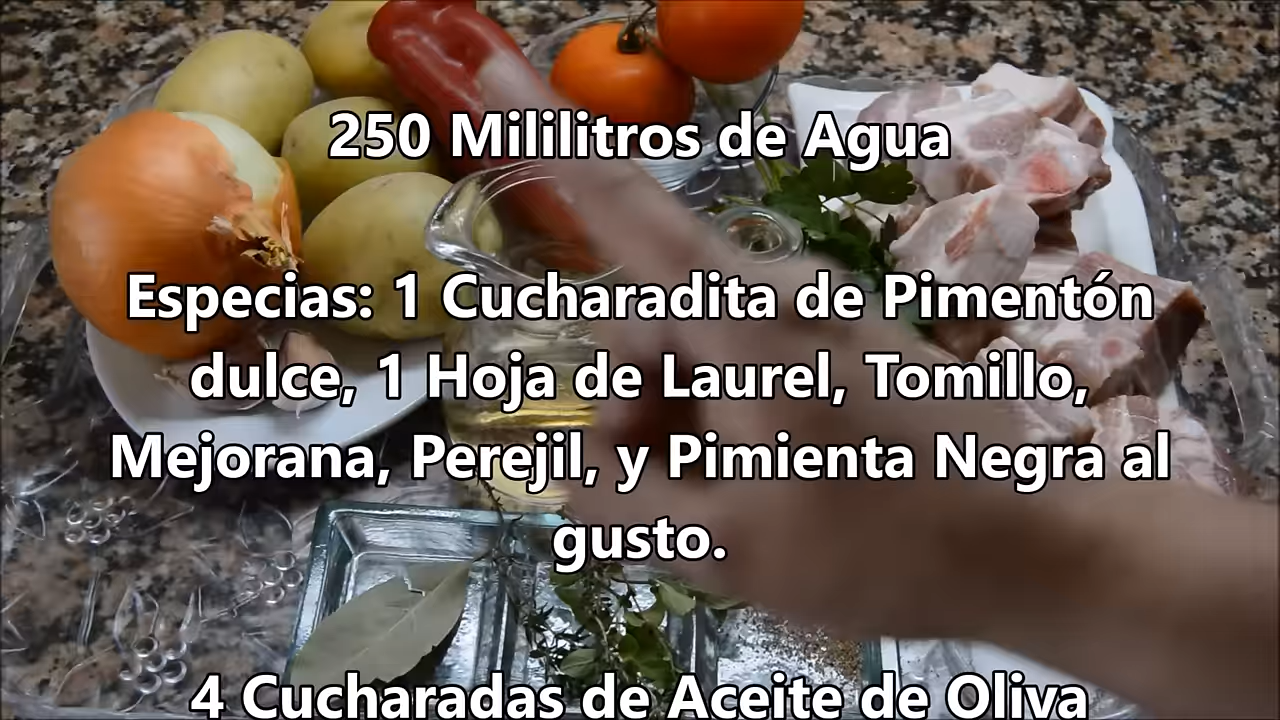 250 Mililitros de Agua
Especias: 1 Cucharadita de Pimentón
dulce, 1 Hoja de Laurel, Tomillo,
Mejorana, Perejil, y Pimienta Negra al
gusto.
4 Cucharadas de Aceite de Oliva